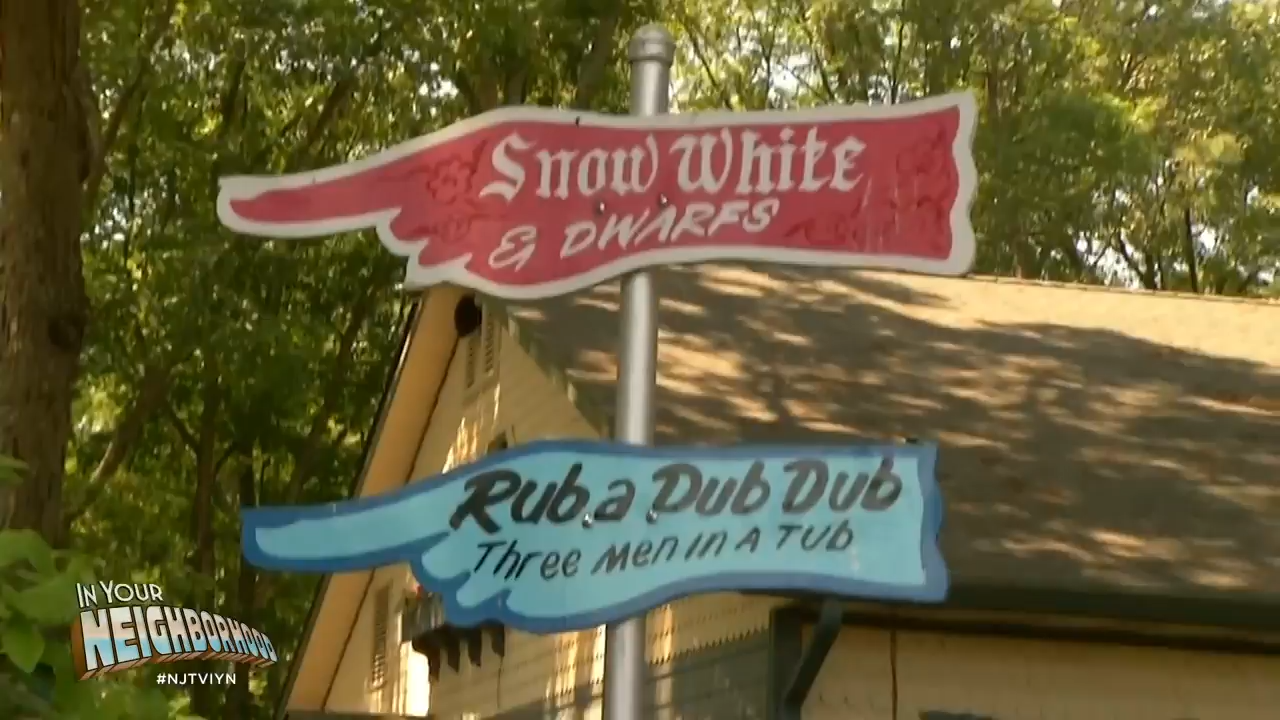 Snow White
& DWARFS
Rub a Dub Dub
Three Men in A Tub
IN YOUR
NEIGHBORHOOD
#NJTVIYN